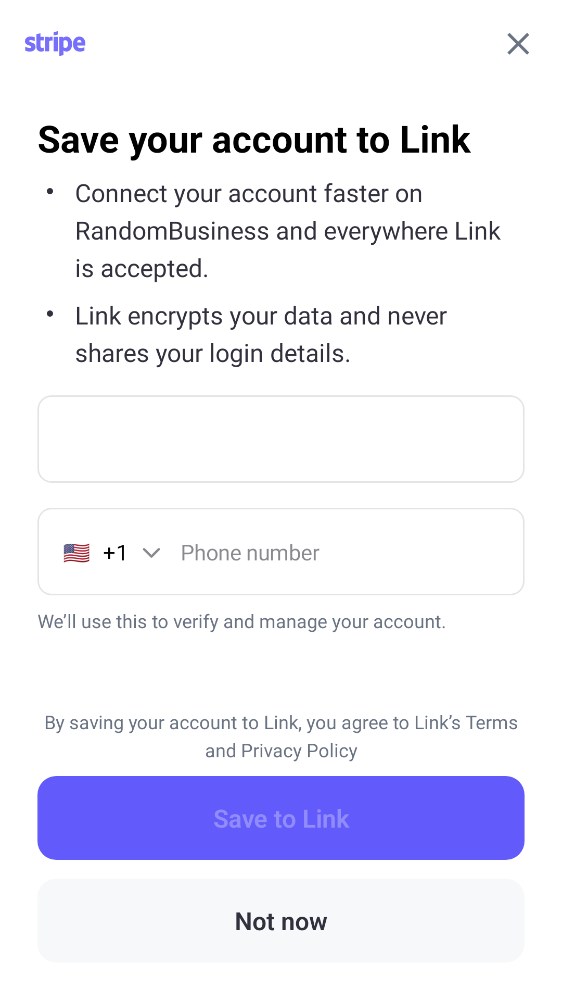 stripe
Save your account to Link
• Connect your account faster on
RandomBusiness and everywhere Link
is accepted.
• Link encrypts your data and never
shares your login details.
+1 Phone number
We’ll use this to verify and manage your account.
By saving your account to Link, you agree to Link’s Terms
and Privacy Policy
Save to Link
Not now